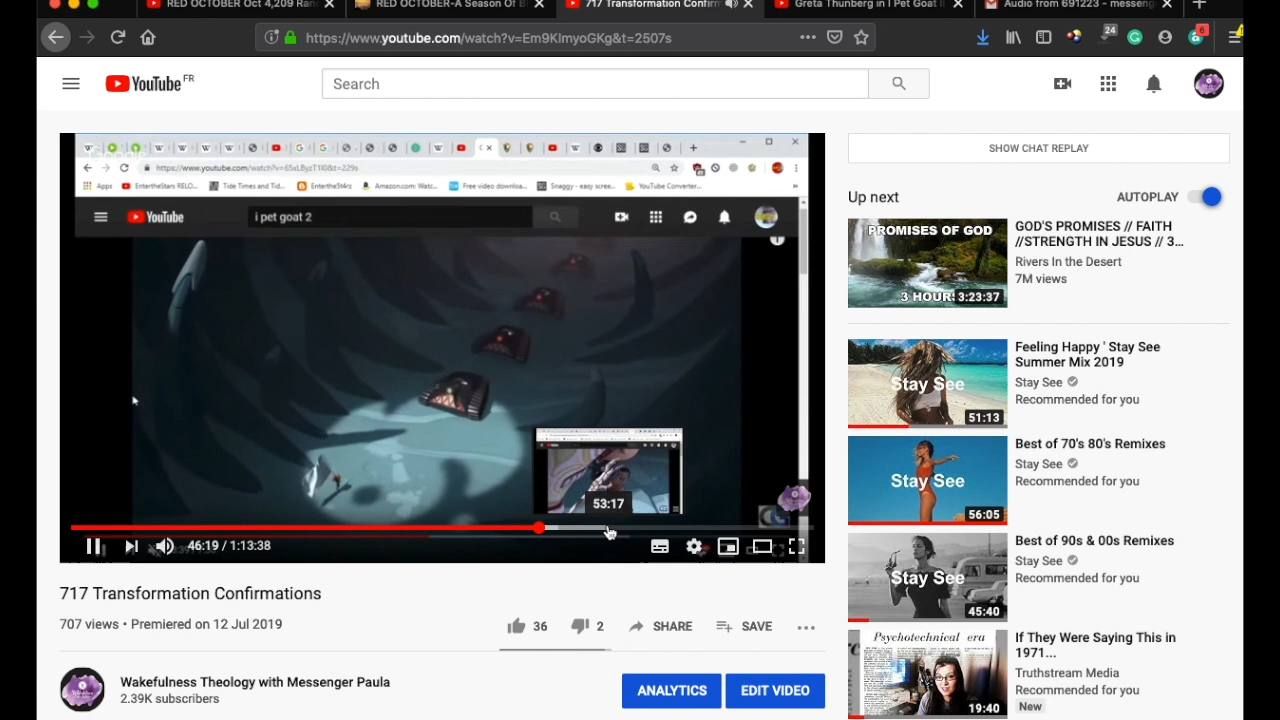 RED OCTOBER Oct 4,209 Ran
RED OCTOBER-A Season Of B
717 Transformation Confirm
Greta Thunberg in I Pet Goat I
Audio from 691223 - messeng
https://www.youtube.com/watch?v=Em9KlmyoGKg&t=2507s
24
6
YouTube FR
Search
https://www.youtube.com/watch?v=65xLByzT1I0&t=229s
Apps
EntertheStars RELO...
Tide Times and Tid...
Enterthe5t4rz
Amazon.com: Watc...
Free video downloa...
Snaggy - easy scree...
YouTube Converter...
YouTube
i pet goat 2
53:17
46:19 / 1:13:38
717 Transformation Confirmations
707 views • Premiered on 12 Jul 2019
36
2
SHARE
SAVE
Wakefulness Theology with Messenger Paula
2.39K subscribers
ANALYTICS
EDIT VIDEO
SHOW CHAT REPLAY
Up next
AUTOPLAY
PROMISES OF GOD
3 HOUR
3:23:37
GOD'S PROMISES // FAITH
//STRENGTH IN JESUS // 3...
Rivers In the Desert
7M views
Stay See
51:13
Feeling Happy ' Stay See
Summer Mix 2019
Stay See
Recommended for you
Stay See
56:05
Best of 70's 80's Remixes
Stay See
Recommended for you
Stay See
45:40
Best of 90s & 00s Remixes
Stay See
Recommended for you
Psychotechnical era
19:40
If They Were Saying This in
1971...
Truthstream Media
Recommended for you
New